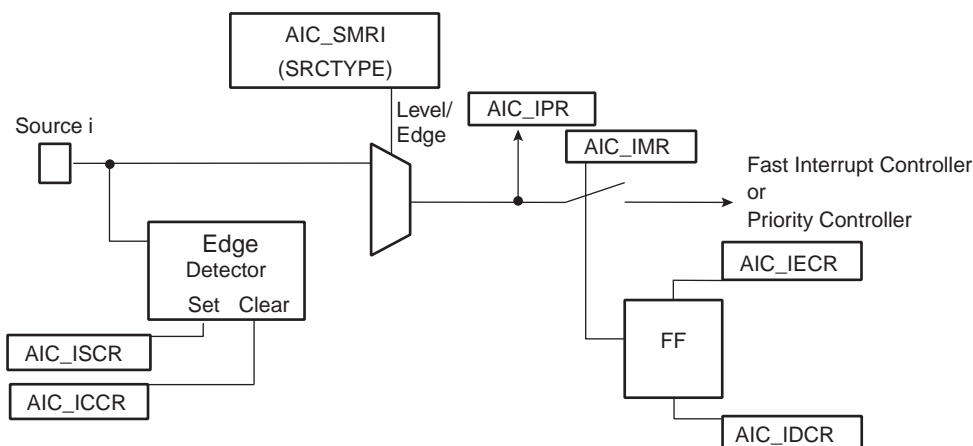 AIC_SMRI
(SRCTYPE)
Level/
Edge
AIC_IPR
AIC_IMR
Source i
Fast Interrupt Controller
or
Priority Controller
Edge
Detector
Set Clear
AIC_IECR
FF
AIC_ISCR
AIC_ICCR
AIC_IDCR